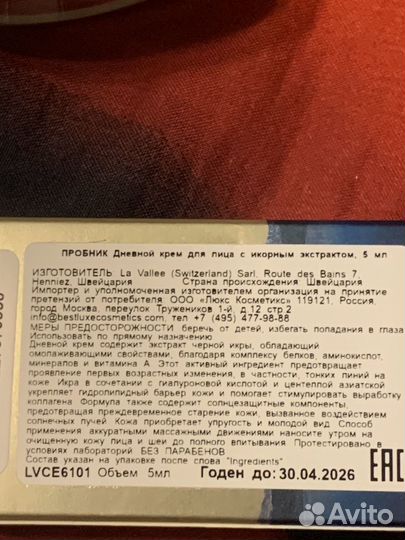 ПРОБНИК Дневной крем для лица с икорным экстрактом, 5 мл
ИЗГОТОВИТЕЛЬ La Vallee (Switzerland) Sarl, Route des Bains 7,
Henniez, Швейцария Страна происхождения Швейцария
Импортер и уполномоченная изготовителем организация на принятие
претензий от потребителя, ООО «Люкс Косметикс» 119121, Россия,
город Москва, переулок Тружеников 1-й, д.12 стр 2
info@bestluxecosmetics.com, тел +7 (495) 477-98-88
МЕРЫ ПРЕДОСТОРОЖНОСТИ беречь от детей, избегать попадания в глаза
Использовать по прямому назначению
Дневной крем содержит экстракт черной икры, обладающий
омолаживающими свойствами, благодаря комплексу белков, аминокислот,
минералов и витамина А Этот активный ингредиент предотвращает
проявление первых возрастных изменения, в частности, тонких линий на
коже Икра в сочетании с гиалуроновой кислотой и центеллой азиатской
укрепляет гидролипидный барьер кожи и помогает стимулировать выработку
коллагена Формула также содержит солнцезащитные компоненты,
предотвращая преждевременное старение кожи, вызванное воздействием
солнечных лучей Кожа приобретает упругость и молодой вид Способ
применения аккуратными массажными движениями наносите утром на
очищенную кожу лица и шеи до полного впитывания Протестировано в
условиях лабораторий БЕЗ ПАРАБЕНОВ
Состав указан на упаковке после слова "Ingredients"
LVCE6101 Объем 5мл Годен до: 30.04.2026
EAC
Avito